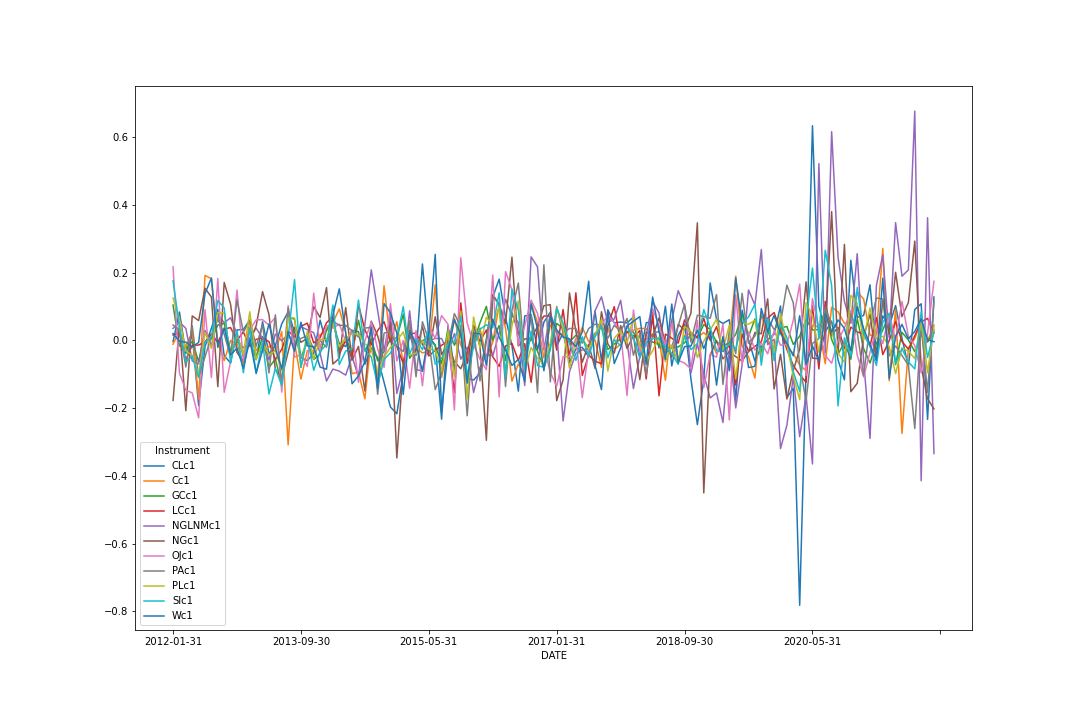 0.6
0.4
0.2
0.0
−0.2
−0.4
−0.6
−0.8
Instrument
CLc1
Cc1
GCc1
LCc1
NGLNMc1
NGc1
OJc1
PAc1
PLc1
SIc1
Wc1
2012-01-31 2013-09-30 2015-05-31 2017-01-31 2018-09-30 2020-05-31
DATE